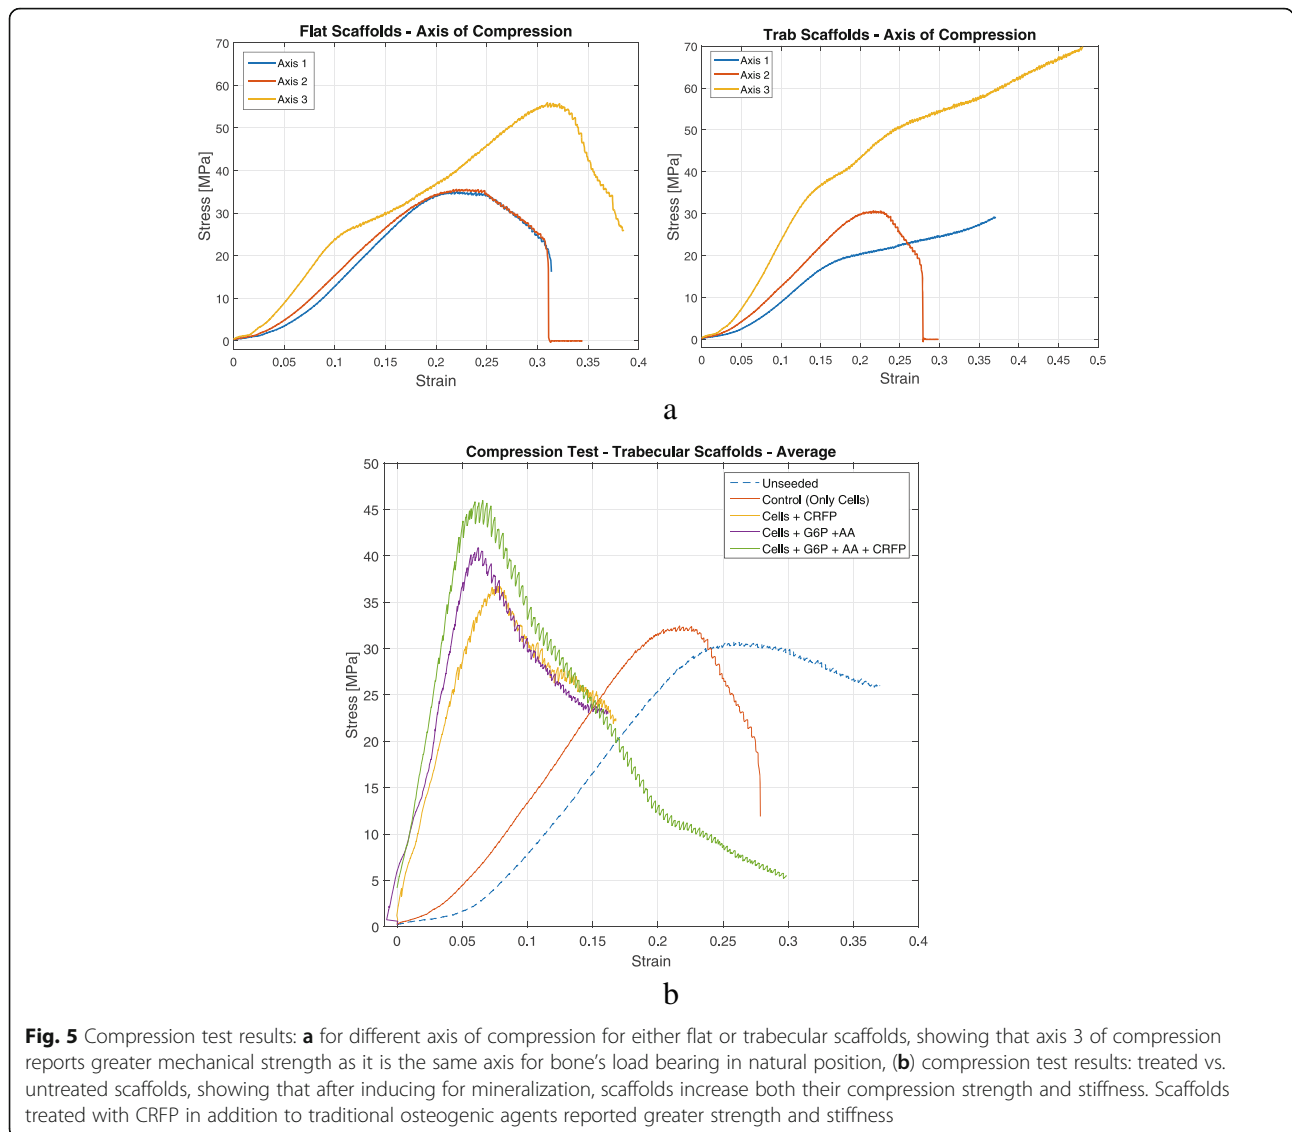 Flat Scaffolds - Axis of Compression
Axis 1
Axis 2
Axis 3
Stress [MPa]
70
60
50
40
30
20
10
0
0 0.05 0.1 0.15 0.2 0.25 0.3 0.35 0.4
Strain
Trab Scaffolds - Axis of Compression
Axis 1
Axis 2
Axis 3
Stress [MPa]
70
60
50
40
30
20
10
0
0 0.05 0.1 0.15 0.2 0.25 0.3 0.35 0.4 0.45 0.5
Strain
a
Compression Test - Trabecular Scaffolds - Average
Unseeded
Control (Only Cells)
Cells + CRFP
Cells + G6P +AA
Cells + G6P + AA + CRFP
Stress [MPa]
50
45
40
35
30
25
20
15
10
5
0
0 0.05 0.1 0.15 0.2 0.25 0.3 0.35 0.4
Strain
b
Fig. 5 Compression test results: a for different axis of compression for either flat or trabecular scaffolds, showing that axis 3 of compression
reports greater mechanical strength as it is the same axis for bone's load bearing in natural position, (b) compression test results: treated vs.
untreated scaffolds, showing that after inducing for mineralization, scaffolds increase both their compression strength and stiffness. Scaffolds
treated with CRFP in addition to traditional osteogenic agents reported greater strength and stiffness